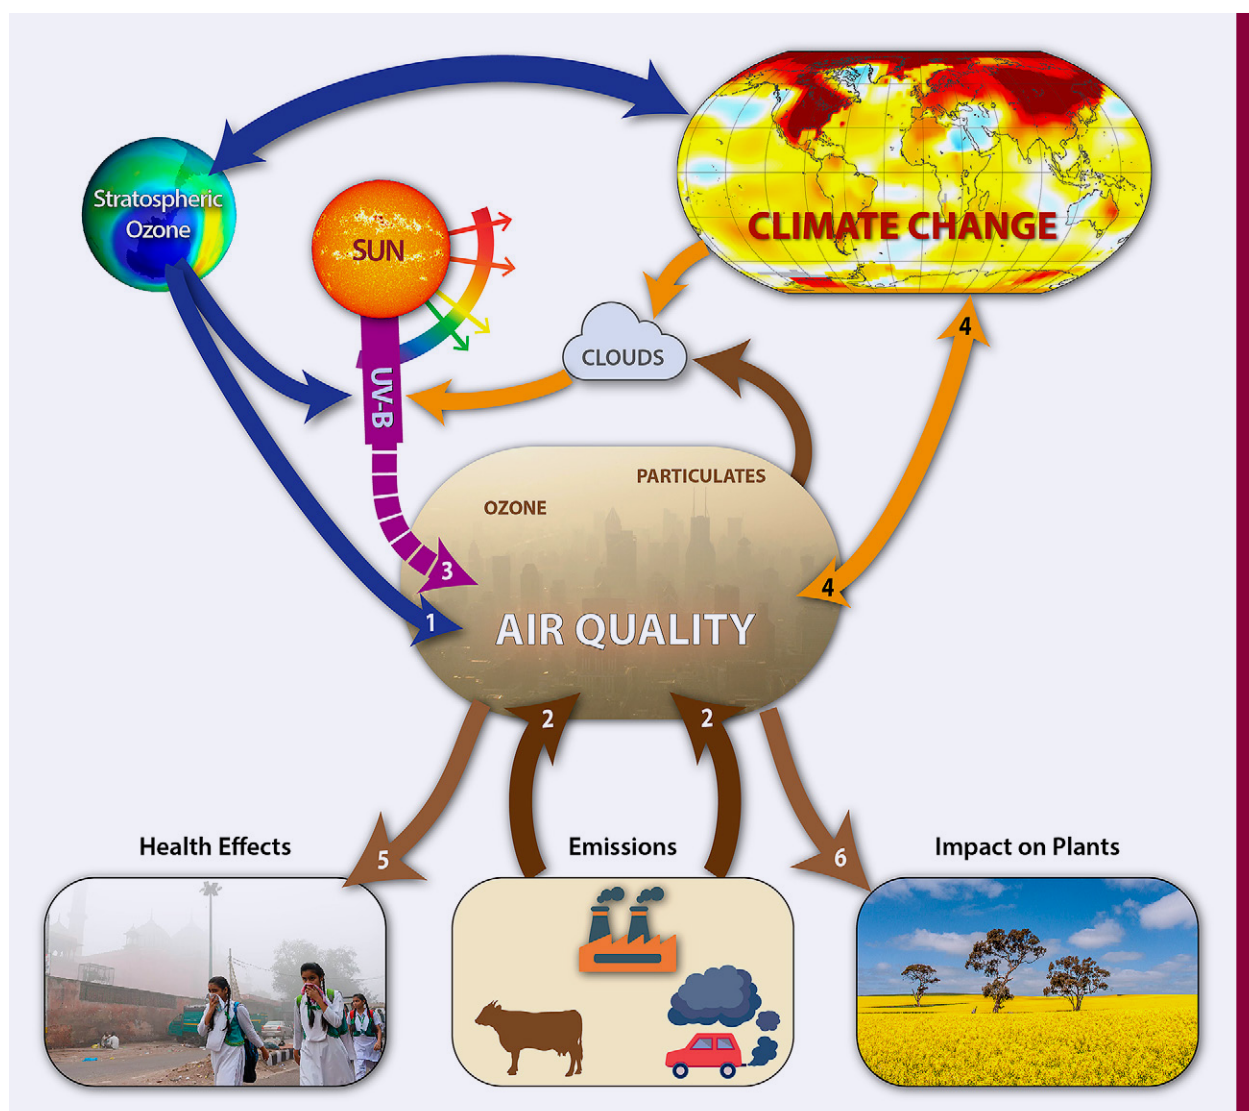 Stratospheric
Ozone
SUN
CLIMATE CHANGE
CLOUDS
4
UV-B
PARTICULATES
OZONE
3
4
1
AIR QUALITY
2
2
Health Effects
5
Emissions
6
Impact on Plants